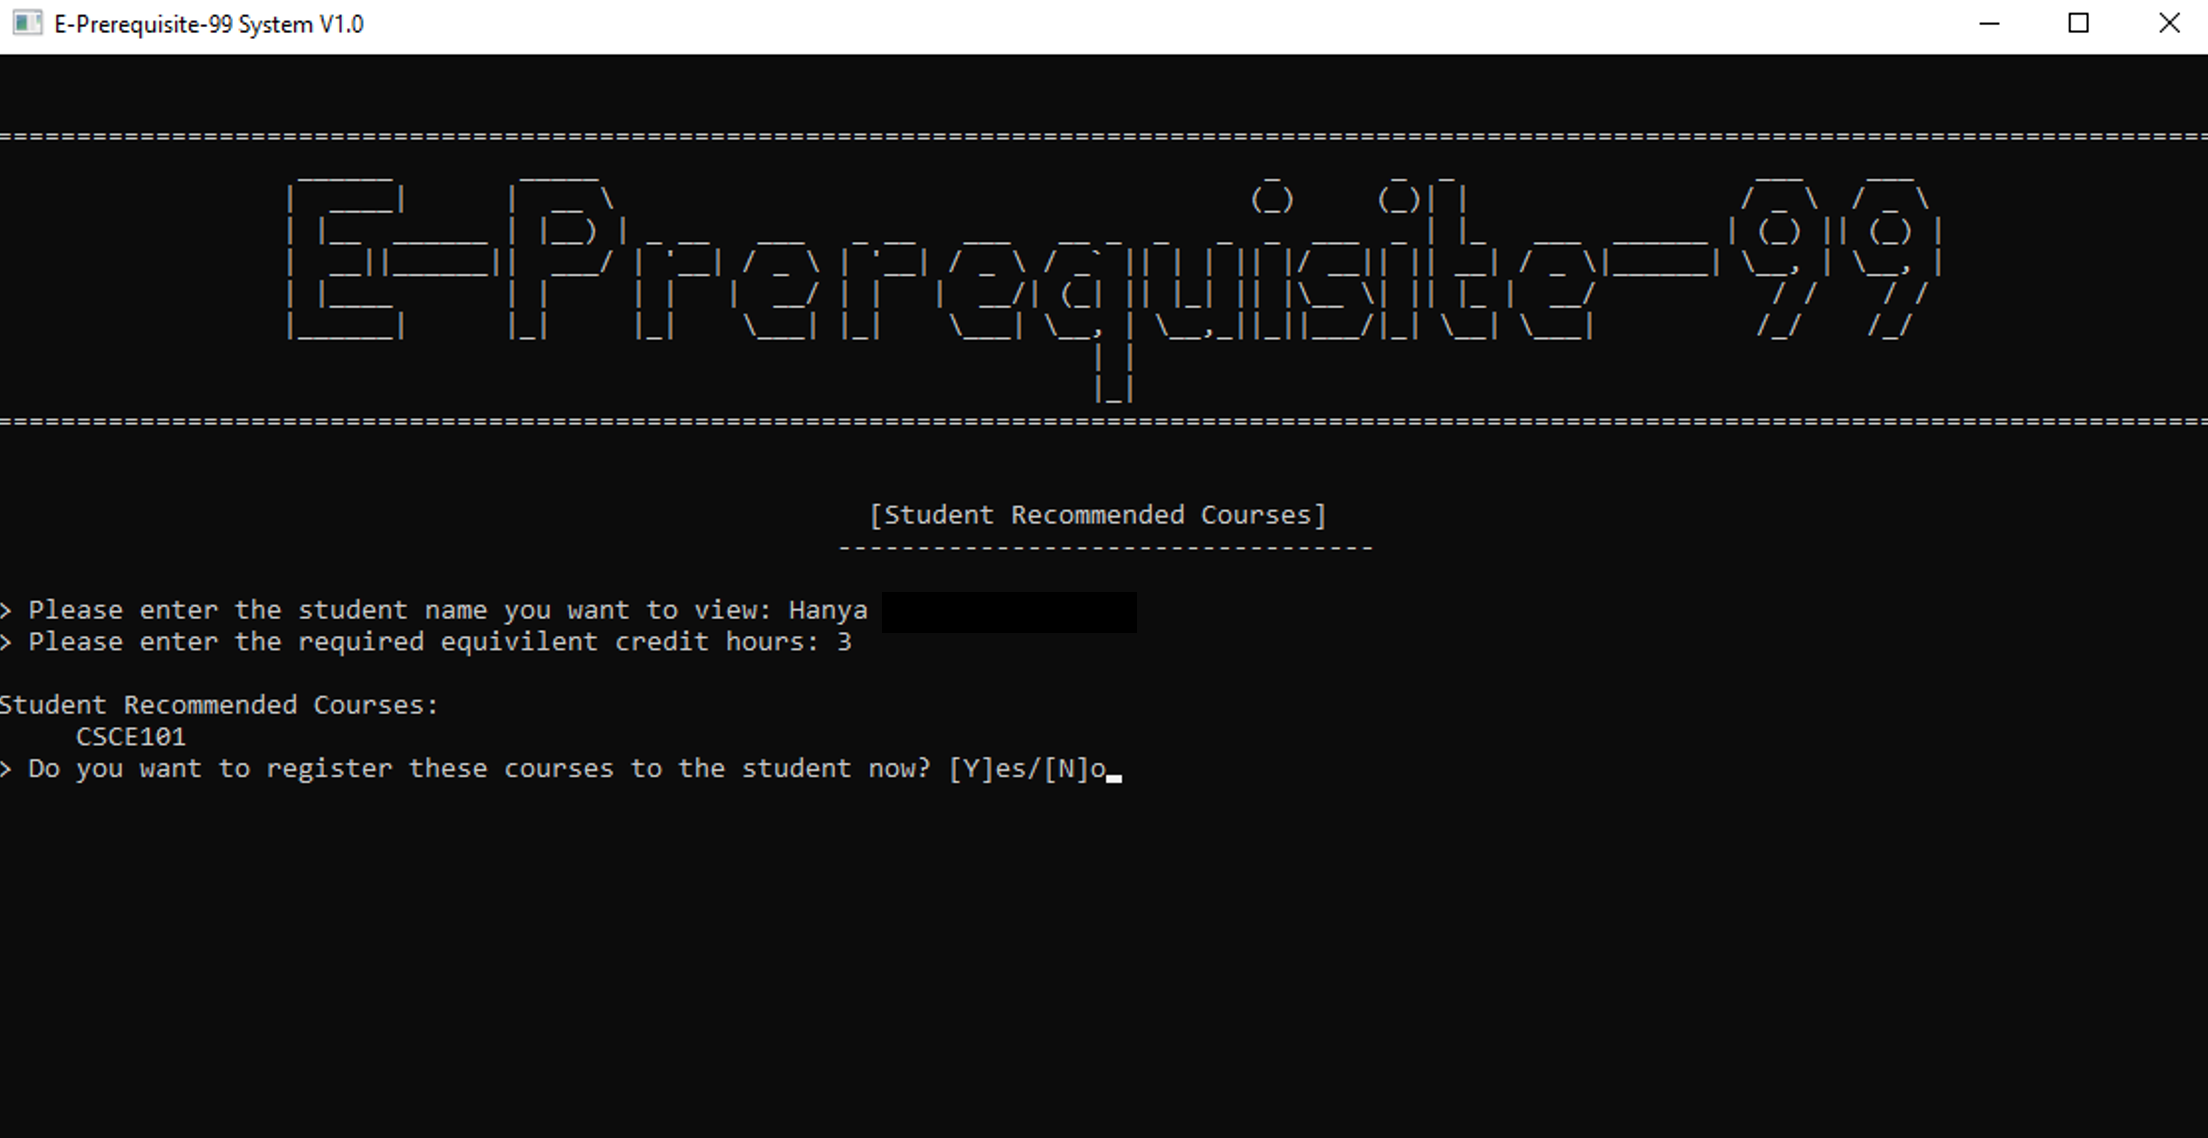 E-Prerequisite-99 System V1.0
E-Prerequisite-99
[Student Recommended Courses]
> Please enter the student name you want to view: Hanya
> Please enter the required equivilent credit hours: 3
Student Recommended Courses:
CSCE101
> Do you want to register these courses to the student now? [Y]es/[N]o